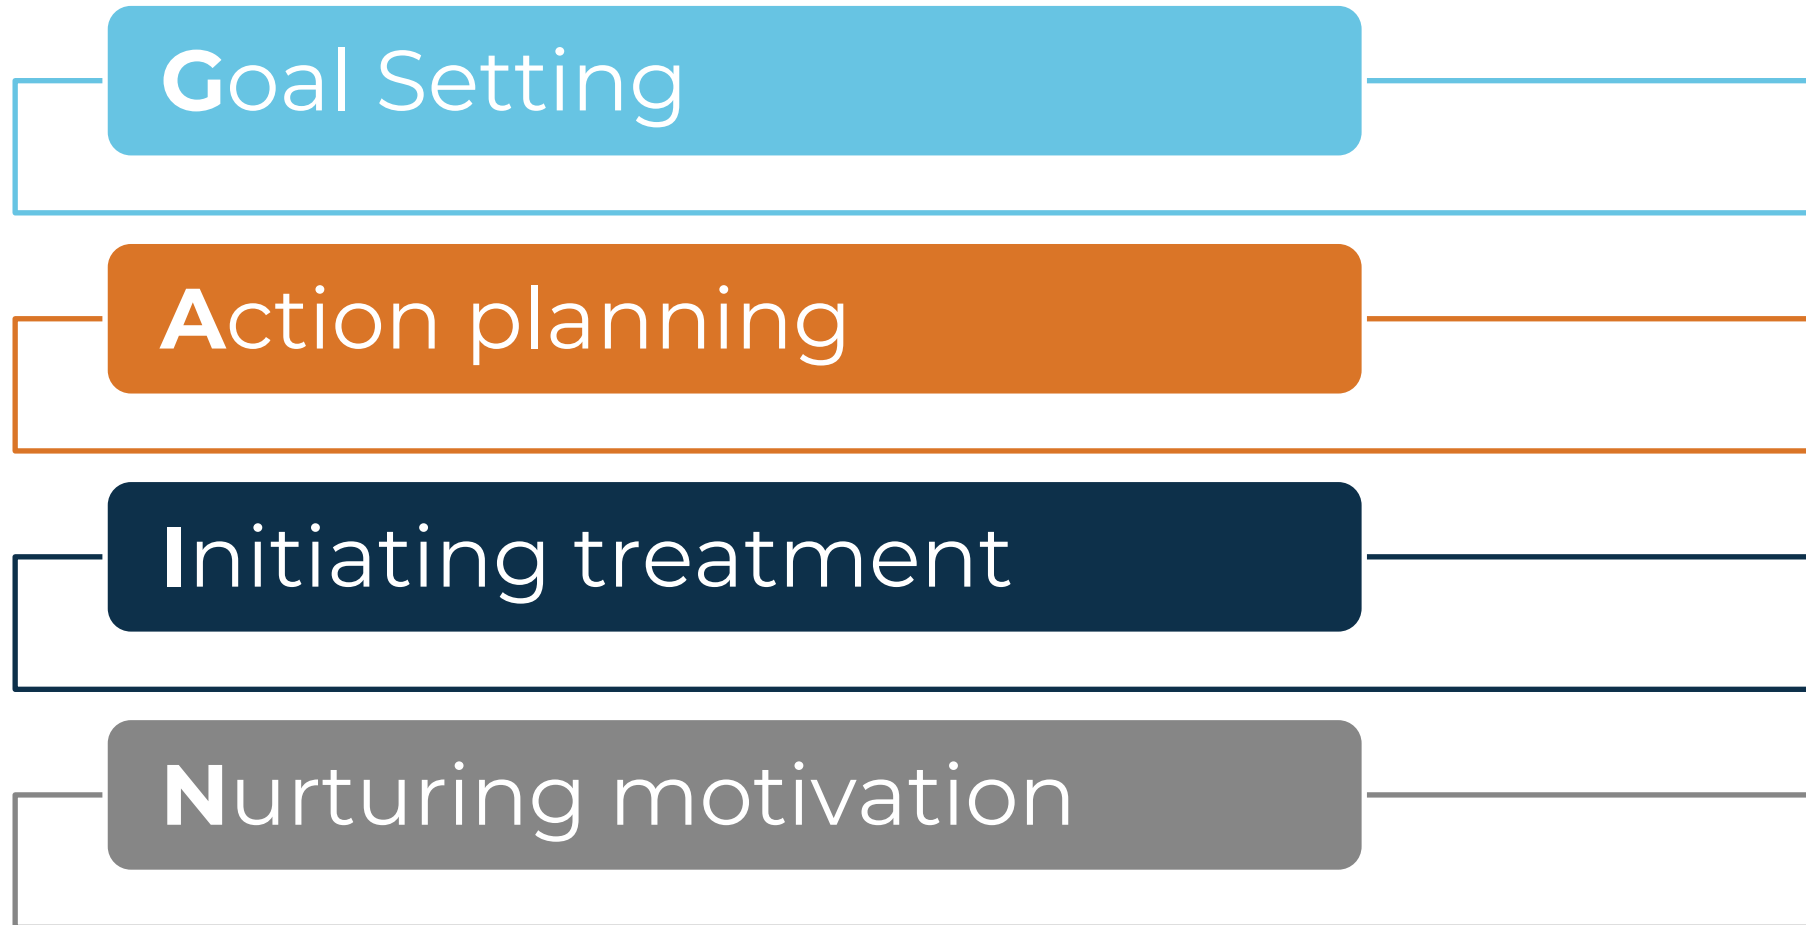 Goal Setting
Action planning
Initiating treatment
Nurturing motivation